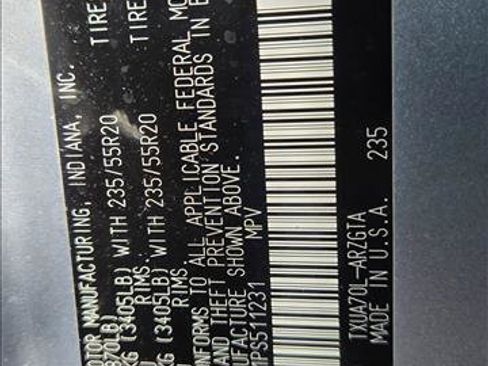 OTOR MANUFACTURING, INDIANA, INC.
870LB) TIRE
KG (3405LB) WITH 235/55R20
RIMS. TIRE
KG (3405LB) WITH 235/55R20
RIMS.
NFORMS TO ALL APPLICABLE FEDERAL MO
AND THEFT PREVENTION STANDARDS IN E
UFACTURE SHOWN ABOVE.
PS511231 MPV
TXUA70L-ARZGTA 235
MADE IN U.S.A.